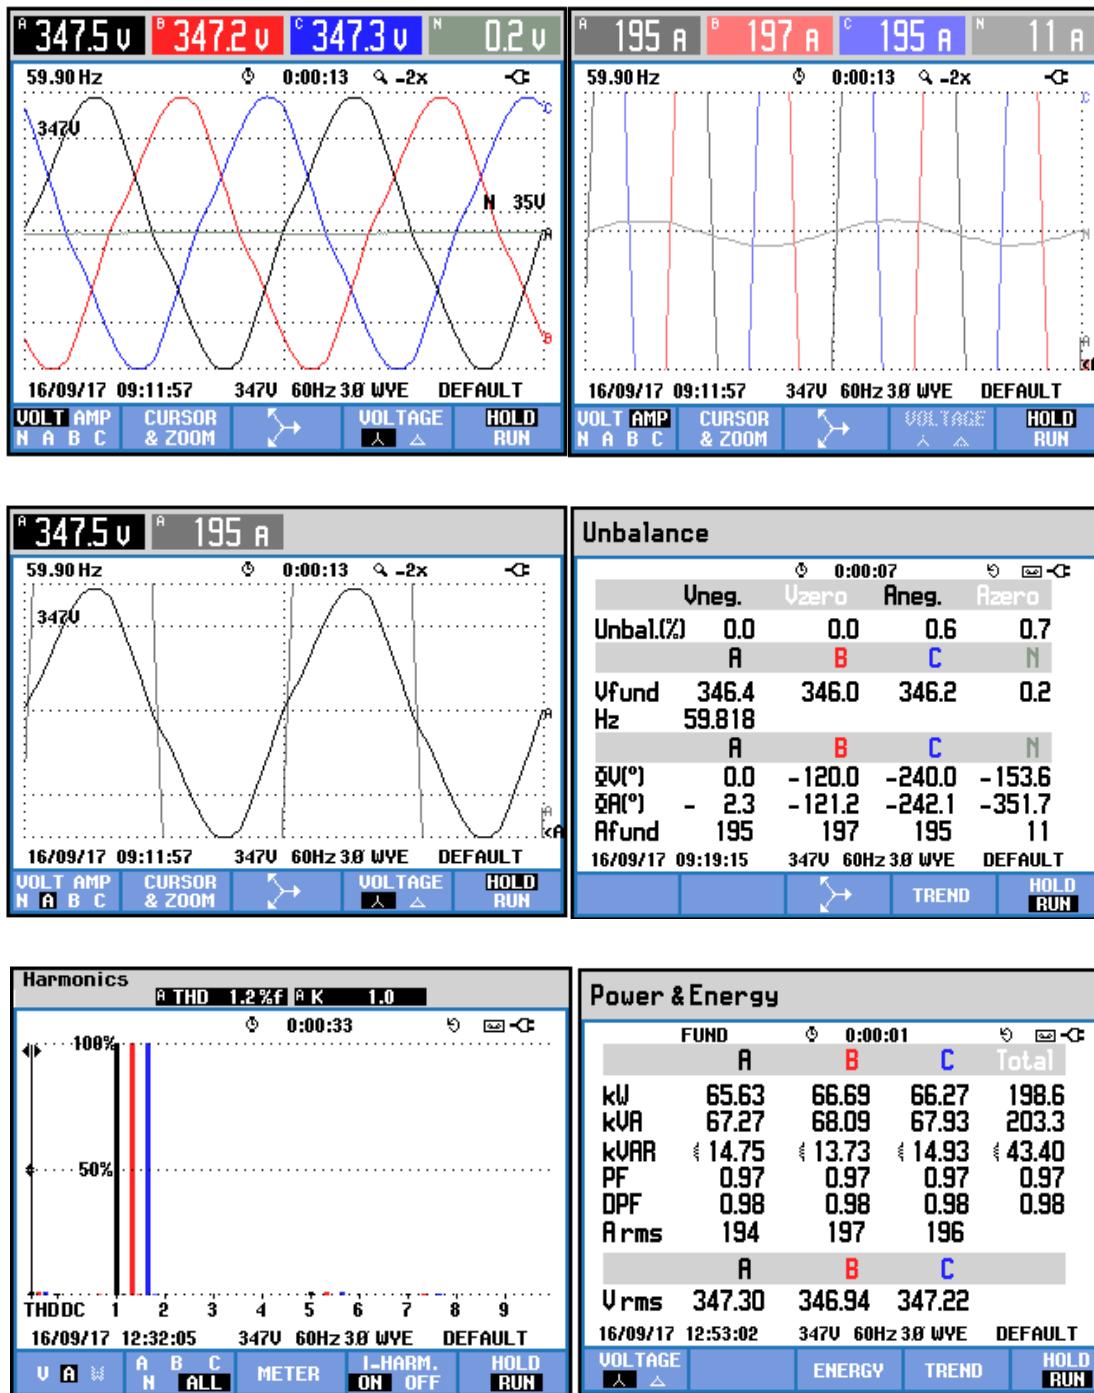 A 347.5 V B 347.2 V C 347.3 V N 0.2 V
59.90 Hz 0:00:13 -2x
347V
C
N 35V
A
B
16/09/17 09:11:57 347V 60Hz 3Ø WYE DEFAULT
VOLT AMP CURSOR VOLTAGE HOLD
N A B C & ZOOM RUN
A 195 A B 197 A C 195 A N 11 A
59.90 Hz 0:00:13 -2x
C
N
A
16/09/17 09:11:57 347V 60Hz 3Ø WYE DEFAULT
VOLT AMP CURSOR VOLTAGE HOLD
N A B C & ZOOM RUN
A 347.5 V A 195 A
59.90 Hz 0:00:13 -2x
347V
A
A
<A
16/09/17 09:11:57 347V 60Hz 3Ø WYE DEFAULT
VOLT AMP CURSOR VOLTAGE HOLD
N A B C & ZOOM RUN
Unbalance
0:00:07
Vneg. Vzero Aneg. Azero
Unbal.(%) 0.0 0.0 0.6 0.7
A B C N
Vfund 346.4 346.0 346.2 0.2
Hz 59.818
A B C N
ΦV(°) 0.0 -120.0 -240.0 -153.6
ΦA(°) - 2.3 -121.2 -242.1 -351.7
Afund 195 197 195 11
16/09/17 09:19:15 347V 60Hz 3Ø WYE DEFAULT
TREND HOLD
RUN
Harmonics
A THD 1.2%f A K 1.0
0:00:33
100%
50%
THD DC 1 2 3 4 5 6 7 8 9
16/09/17 12:32:05 347V 60Hz 3Ø WYE DEFAULT
V A W A B C METER I-HARM. HOLD
N ALL ON OFF RUN
Power & Energy
FUND 0:00:01
A B C Total
kW 65.63 66.69 66.27 198.6
kVA 67.27 68.09 67.93 203.3
kVAR 14.75 13.73 14.93 43.40
PF 0.97 0.97 0.97 0.97
DPF 0.98 0.98 0.98 0.98
A rms 194 197 196
A B C
V rms 347.30 346.94 347.22
16/09/17 12:53:02 347V 60Hz 3Ø WYE DEFAULT
VOLTAGE ENERGY TREND HOLD
RUN